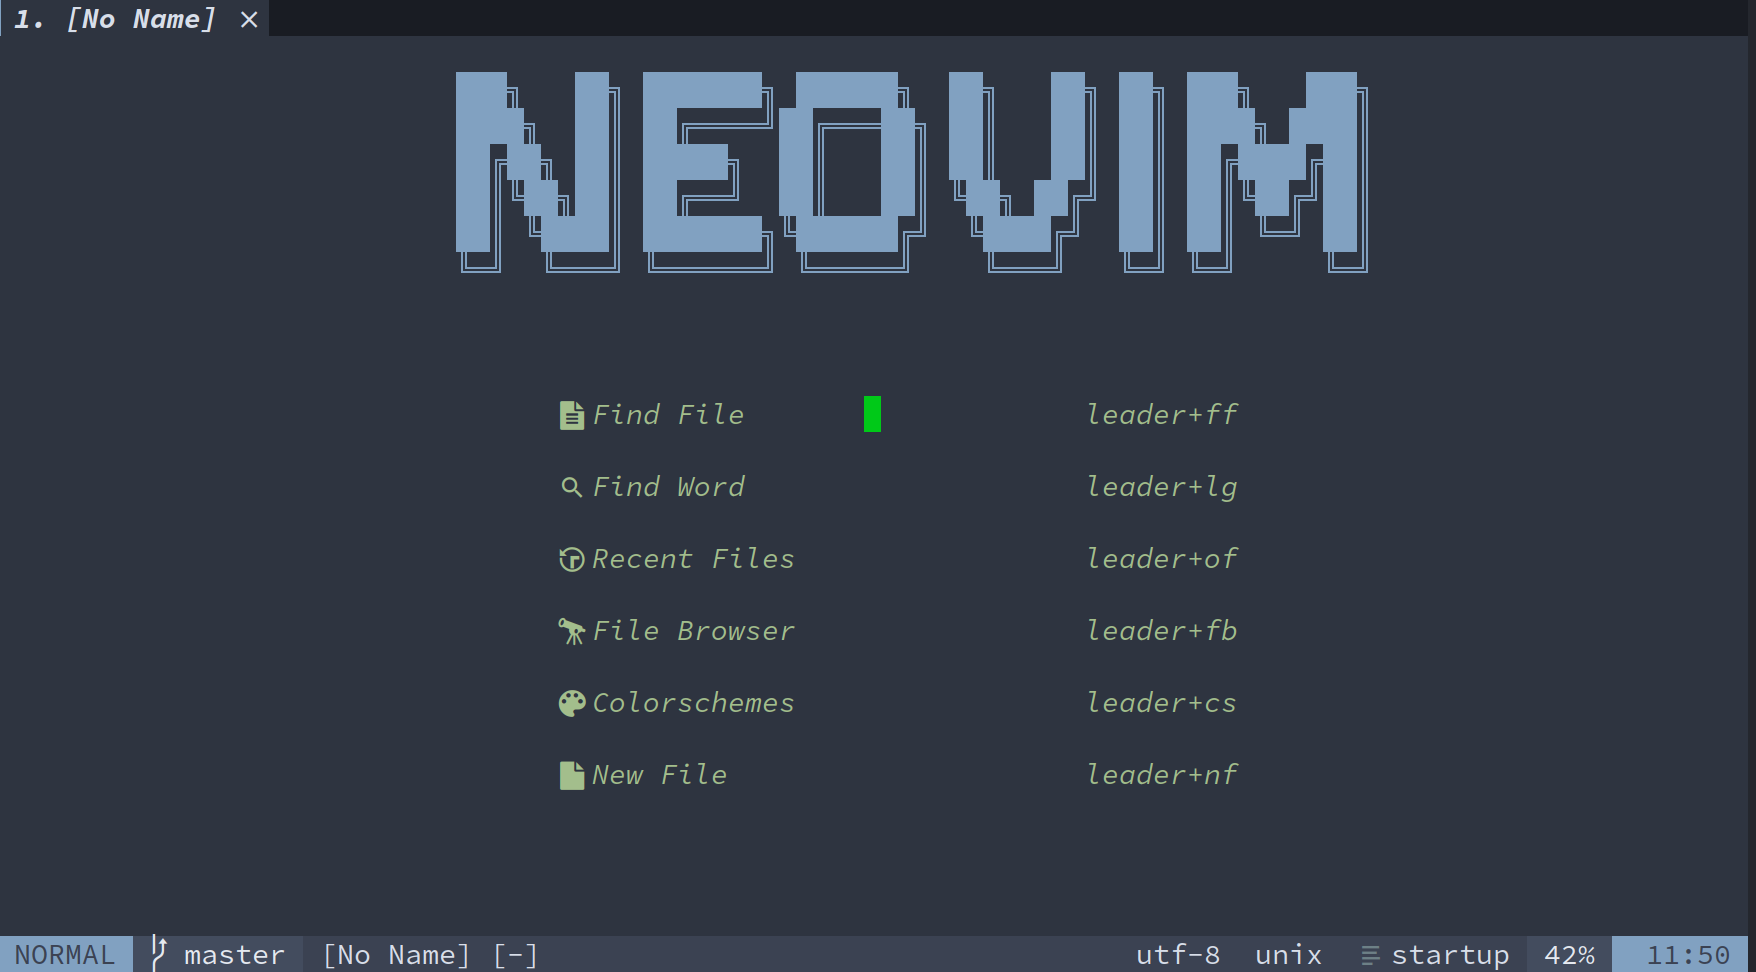 1. [No Name] ×
NEOVIM
Find File leader+ff
Find Word leader+lg
Recent Files leader+of
File Browser leader+fb
Colorschemes leader+cs
New File leader+nf
NORMAL master [No Name] [-] utf-8 unix startup 42% 11:50